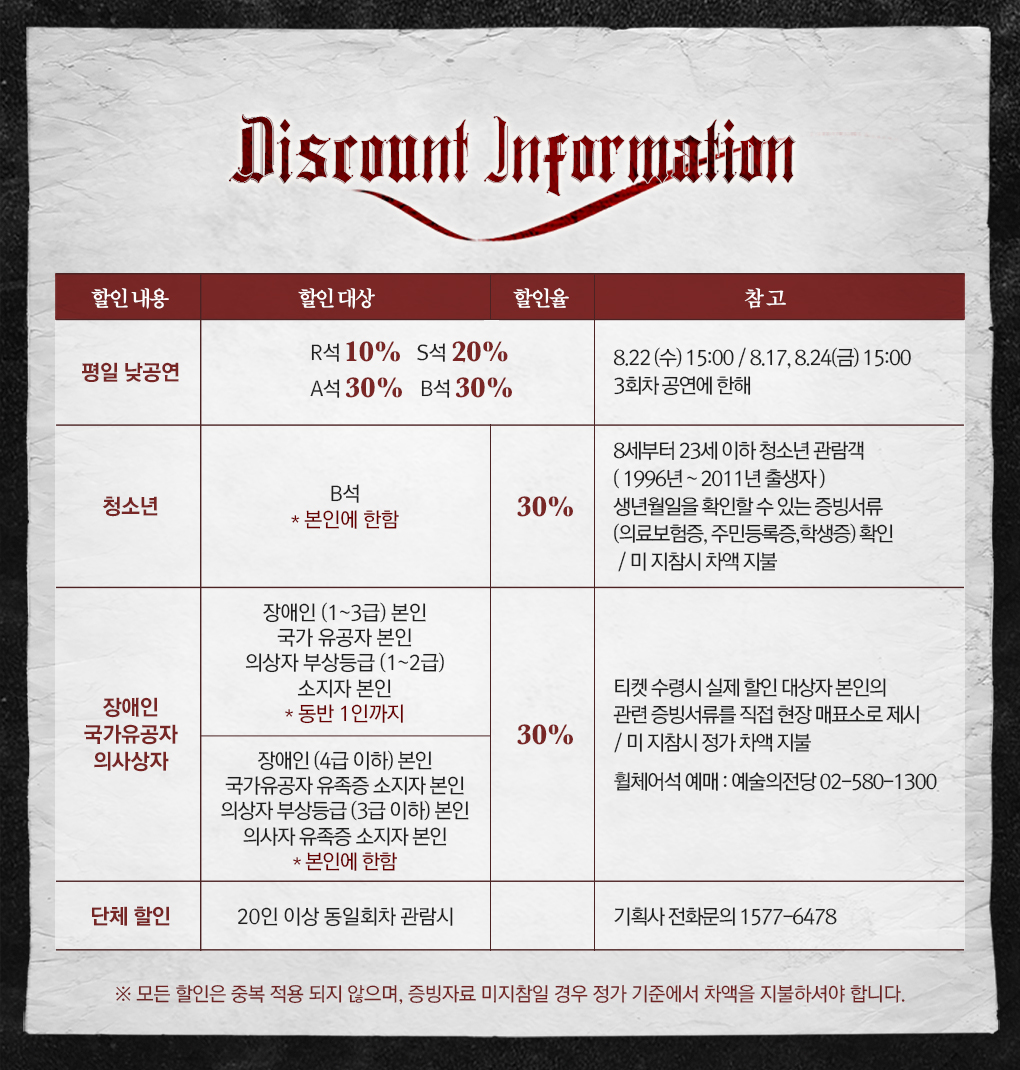 Discount Information
할인 내용 할인 대상 할인율 참 고
평일 낮공연
R석 10% S석 20%
A석 30% B석 30%
8.22 (수) 15:00 / 8.17, 8.24(금) 15:00
3회차 공연에 한해
청소년
B석
* 본인에 한함
30%
8세부터 23세 이하 청소년 관람객
( 1996년 ~ 2011년 출생자 )
생년월일을 확인할 수 있는 증빙서류
(의료보험증, 주민등록증,학생증) 확인
/ 미 지참시 차액 지불
장애인
국가유공자
의사상자
장애인 (1~3급) 본인
국가 유공자 본인
의상자 부상등급 (1~2급)
소지자 본인
* 동반 1인까지
장애인 (4급 이하) 본인
국가유공자 유족증 소지자 본인
의상자 부상등급 (3급 이하) 본인
의사자 유족증 소지자 본인
* 본인에 한함
30%
티켓 수령시 실제 할인 대상자 본인의
관련 증빙서류를 직접 현장 매표소로 제시
/ 미 지참시 정가 차액 지불
휠체어석 예매 : 예술의전당 02-580-1300
단체 할인
20인 이상 동일회차 관람시
기획사 전화문의 1577-6478
※ 모든 할인은 중복 적용 되지 않으며, 증빙자료 미지참일 경우 정가 기준에서 차액을 지불하셔야 합니다.